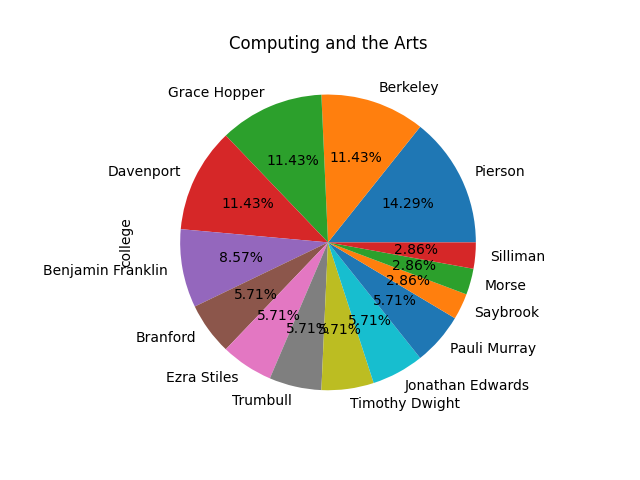 Computing and the Arts
Berkeley
Grace Hopper
Pierson
Davenport
11.43%
11.43%
11.43%
14.29%
college
8.57%
2.86%
Silliman
Benjamin Franklin
2.86%
Morse
5.71%
2.86%
Saybrook
5.71%
5.71%
5.71%
5.71%
5.71%
Branford
Pauli Murray
Ezra Stiles
Jonathan Edwards
Trumbull
Timothy Dwight